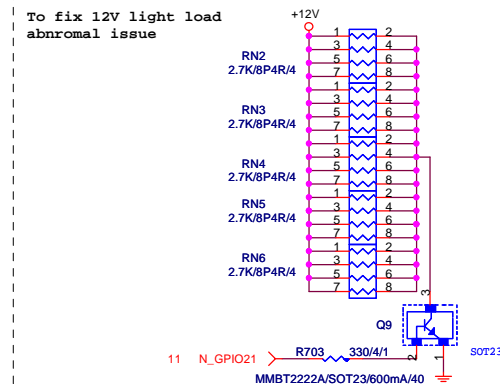 To fix 12V light load
abnromal issue
+12V
1 2
3 4
RN2
5 6
2.7K/8P4R/4
7 8
1 2
3 4
RN3
5 6
2.7K/8P4R/4
7 8
1 2
3 4
RN4
5 6
2.7K/8P4R/4
7 8
1 2
RN5
3 4
2.7K/8P4R/4
5 6
7 8
1 2
RN6
3 4
2.7K/8P4R/4
5 6
7 8
3
Q9
SOT23
11 N_GPIO21 R703 330/4/1 2 1
MMBT2222A/SOT23/600mA/40